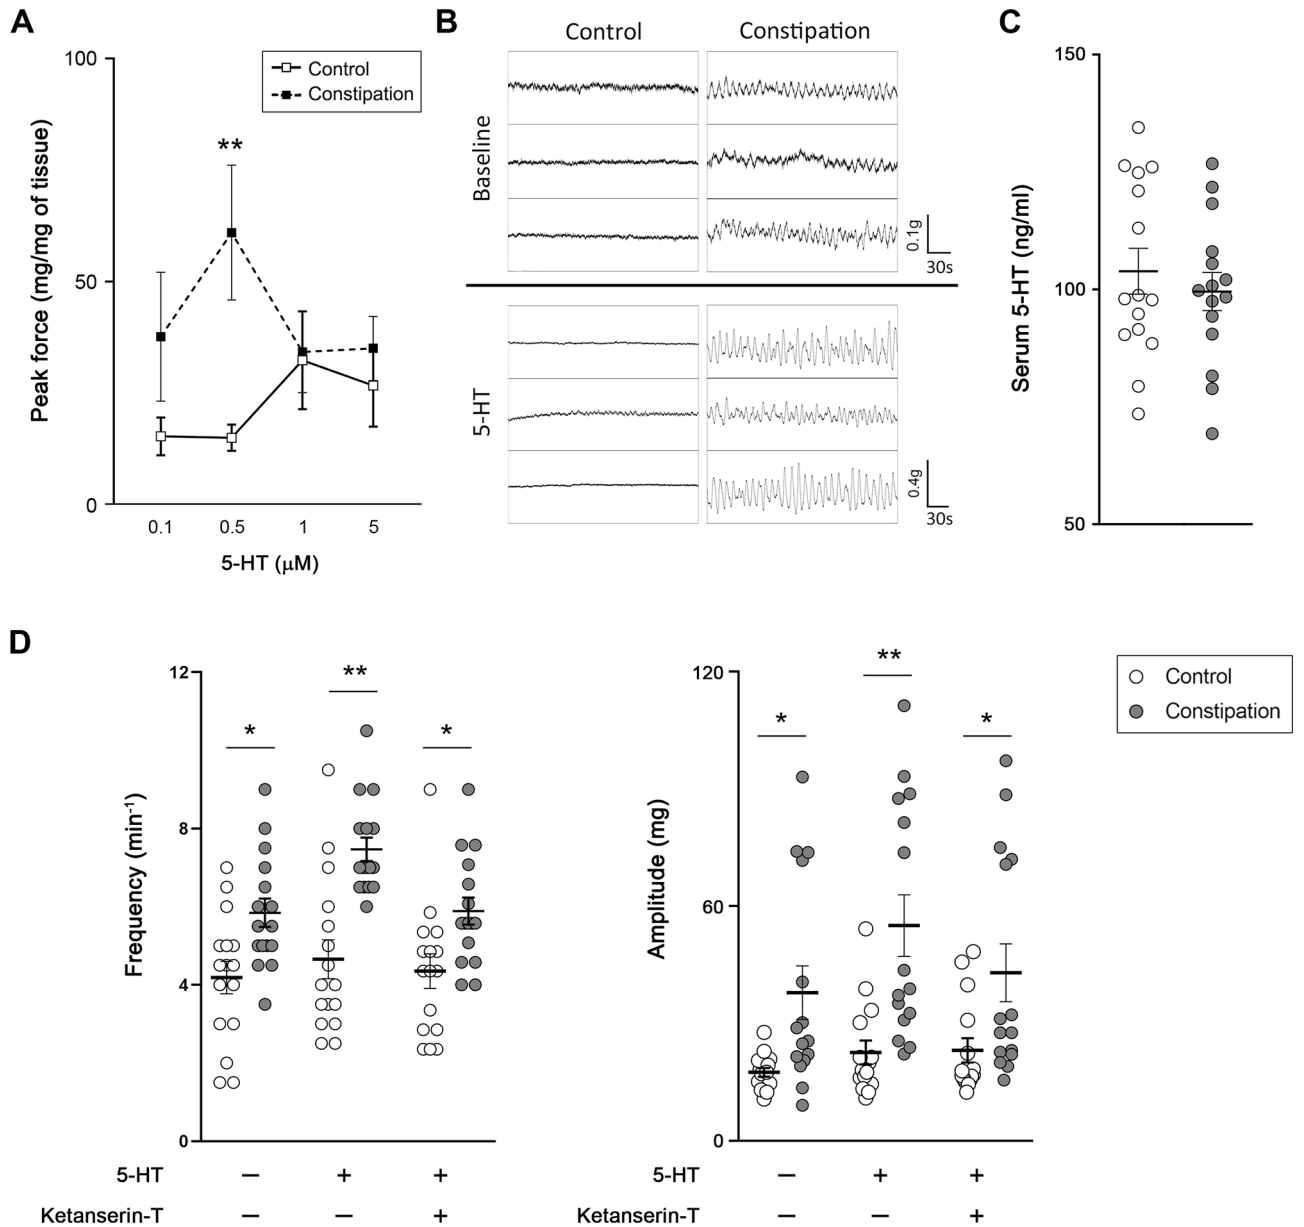 A
100
50
0
Peak force (mg/mg of tissue)
Control
Constipation
**
0.1 0.5 1 5
5-HT (μM)
B
Control Constipation
Baseline
0.1g
30s
5-HT
0.4g
30s
C
150
100
50
Serum 5-HT (ng/ml)
D
12
8
4
0
Frequency (min-1)
* ** *
5-HT − + +
Ketanserin-T − − +
120
60
0
Amplitude (mg)
* ** *
5-HT − + +
Ketanserin-T − − +
Control
Constipation